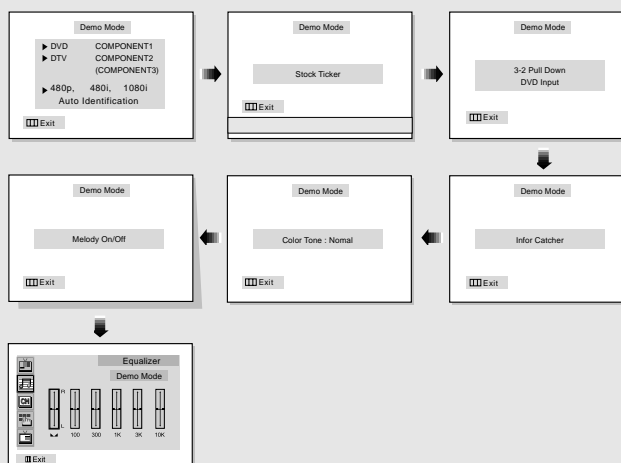 Demo Mode
DVD COMPONENT1
DTV COMPONENT2
(COMPONENT3)
480p, 480i, 1080i
Auto Identification
Exit
Demo Mode
Stock Ticker
Exit
Demo Mode
3-2 Pull Down
DVD Input
Exit
Demo Mode
Infor Catcher
Exit
Demo Mode
Color Tone : Nomal
Exit
Demo Mode
Melody On/Off
Exit
Equalizer
Demo Mode
CH
R
L
100 300 1K 3K 10K
Exit